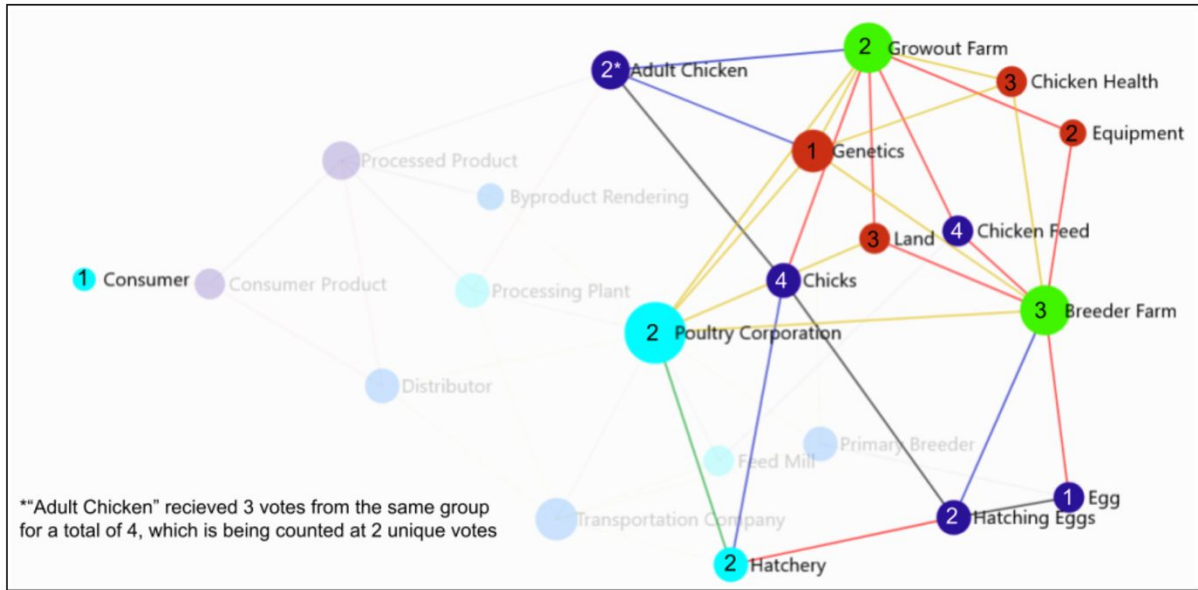 2 Growout Farm
2* Adult Chicken
3 Chicken Health
2 Equipment
1 Genetics
Processed Product
Byproduct Rendering
4 Chicken Feed
3 Land
1 Consumer
Consumer Product
Processing Plant
4 Chicks
3 Breeder Farm
2 Poultry Corporation
Distributor
Primary Breeder
Feed Mill
1 Egg
*“Adult Chicken” recieved 3 votes from the same group
for a total of 4, which is being counted at 2 unique votes
Transportation Company
2 Hatching Eggs
2 Hatchery